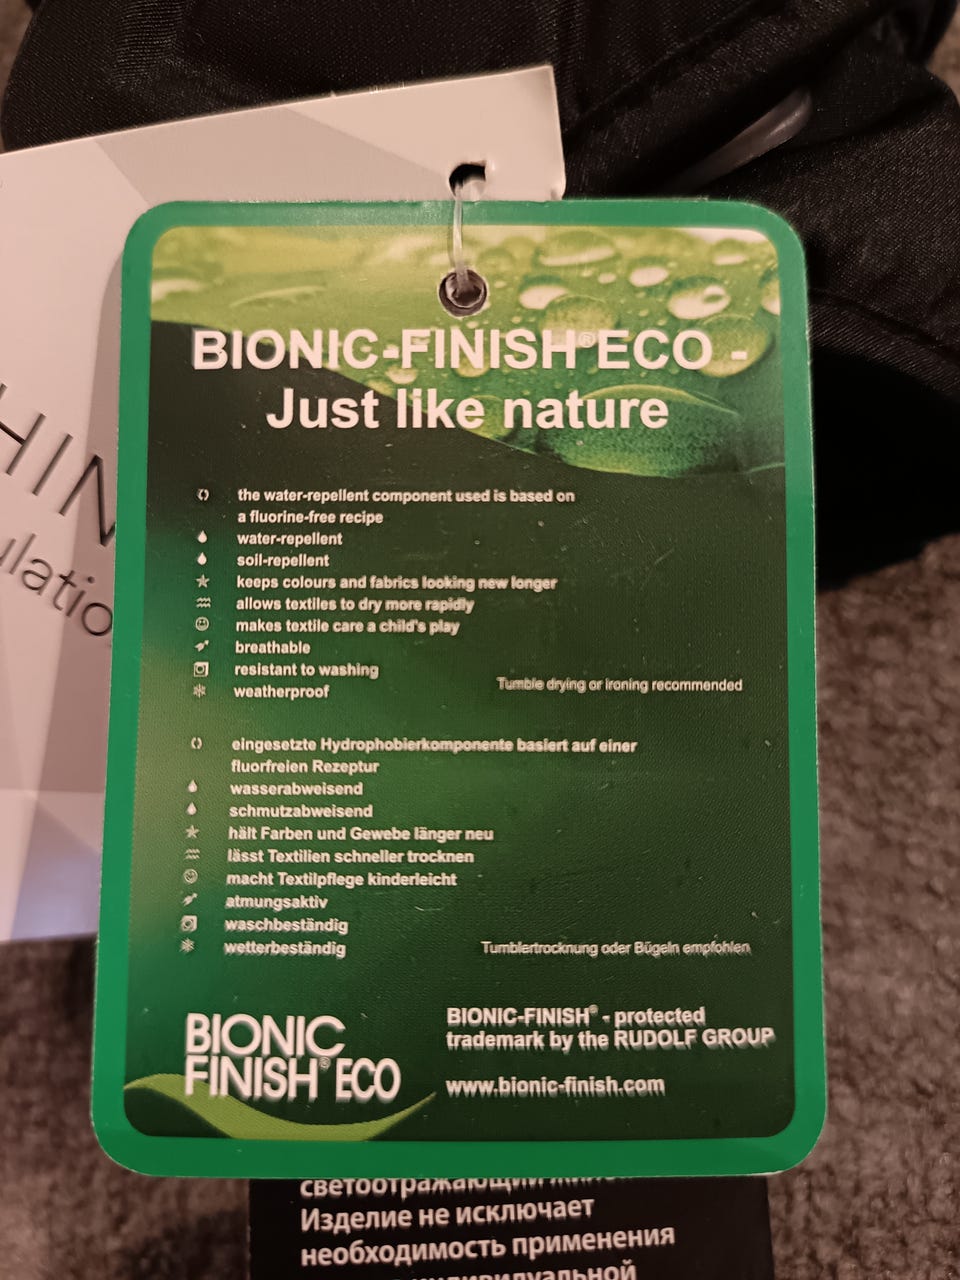 BIONIC-FINISH®ECO -
Just like nature
the water-repellent component used is based on
a fluorine-free recipe
water-repellent
soil-repellent
keeps colours and fabrics looking new longer
allows textiles to dry more rapidly
makes textile care a child's play
breathable
resistant to washing
weatherproof
Tumble drying or ironing recommended
eingesetzte Hydrophobierkomponente basiert auf einer
fluorfreien Rezeptur
wasserabweisend
schmutzabweisend
hält Farben und Gewebe länger neu
lässt Textilien schneller trocknen
macht Textilpflege kinderleicht
atmungsaktiv
waschbeständig
wetterbeständig
Tumblertrocknung oder Bügeln empfohlen
BIONIC
FINISH® ECO
BIONIC-FINISH® - protected
trademark by the RUDOLF GROUP
www.bionic-finish.com
светоотражающий
Изделие не исключает
необходимость применения